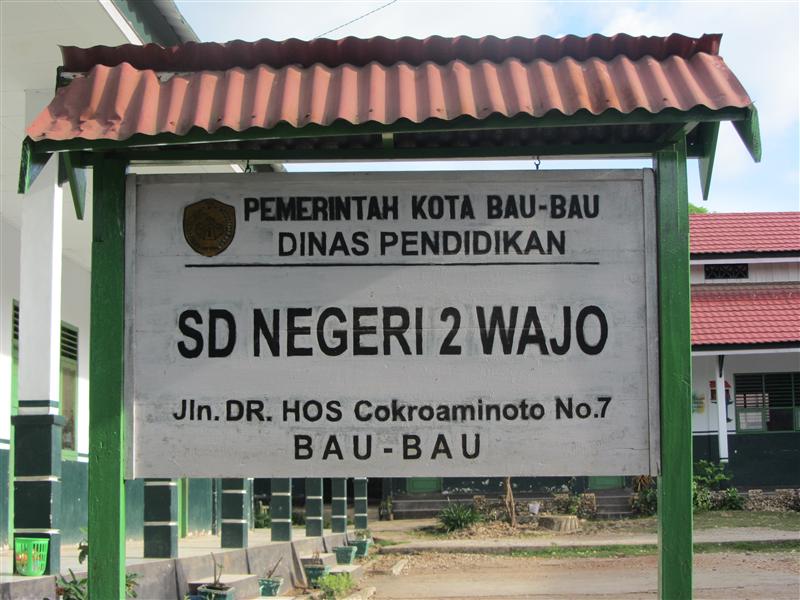 PEMERINTAH KOTA BAU-BAU
DINAS PENDIDIKAN
SD NEGERI 2 WAJO
Jln. DR. HOS Cokroaminoto No.7
BAU-BAU